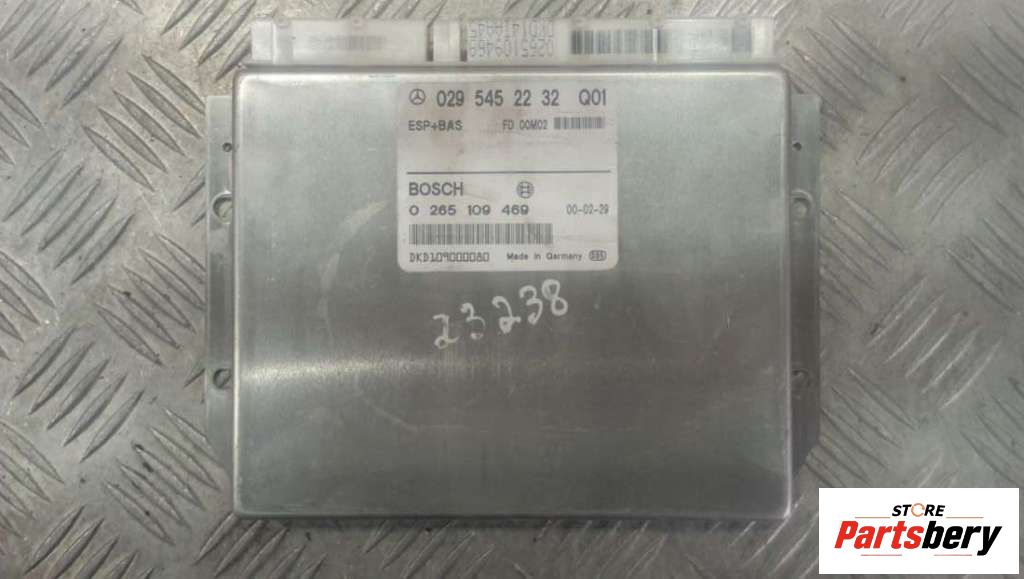 0265109469
029 545 22 32 Q01
ESP+BAS FD 00M02
BOSCH
0 265 109 469 00-02-29
DKD109000080 Made in Germany
23238
STORE
Partsbery